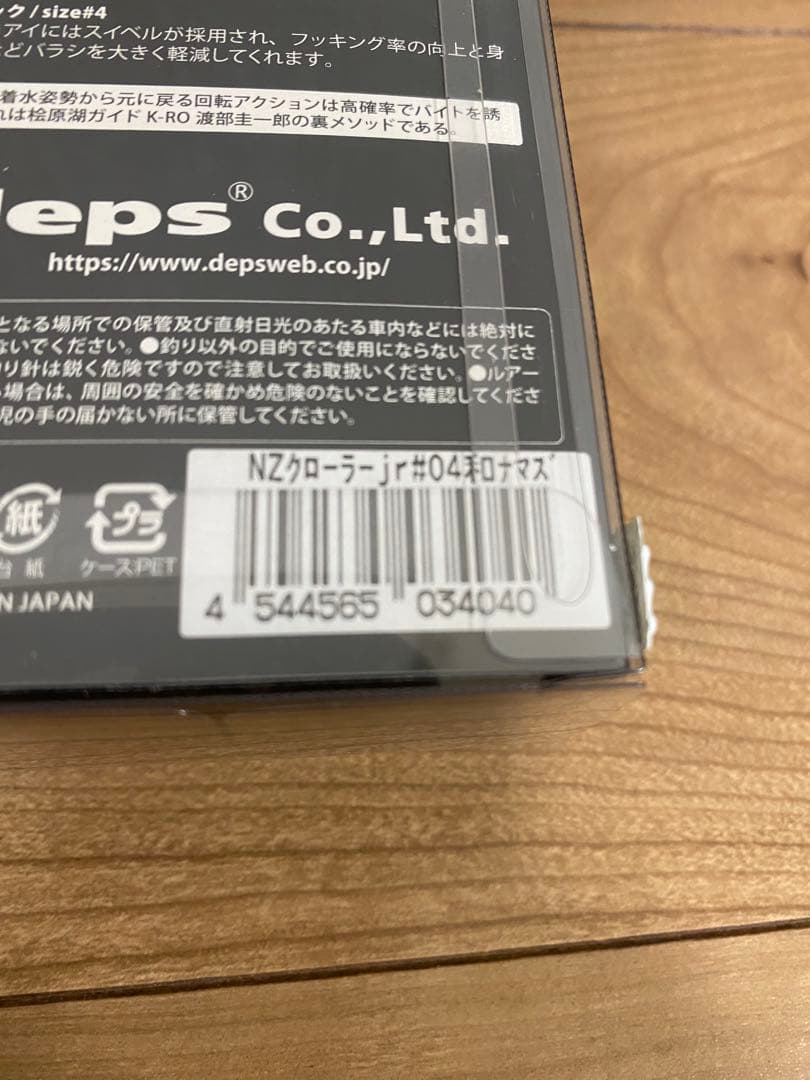 ック / size#4
アイにはスイベルが採用され、フッキング率の向上と身
どバラシを大きく軽減してくれます。
着水姿勢から元に戻る回転アクションは高確率でバイトを誘
れは桧原湖ガイド K-RO 渡部圭一郎の裏メソッドである。
deps® Co.,Ltd.
https://www.depsweb.co.jp/
となる場所での保管及び直射日光のあたる車内などには絶対に
ないでください。●釣り以外の目的でご使用にならないでくださ
釣り針は鋭く危険ですので注意してお取扱いください。●ルアー
場合は、周囲の安全を確かめ危険のないことを確認してくださ
児の手の届かない所に保管してください。
NZクローラーjr#04漆ロナマズ
紙 プラ
台紙 ケース:PET
N JAPAN
4 544565 034040